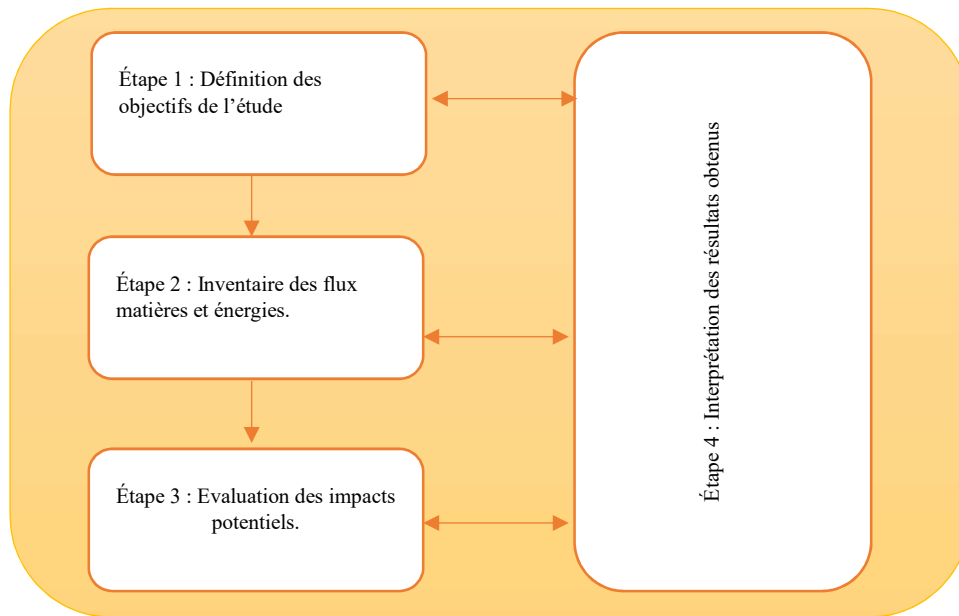 Étape 1 : Définition des
objectifs de l’étude
Étape 2 : Inventaire des flux
matières et énergies.
Étape 3 : Evaluation des impacts
potentiels.
Étape 4 : Interprétation des résultats obtenus